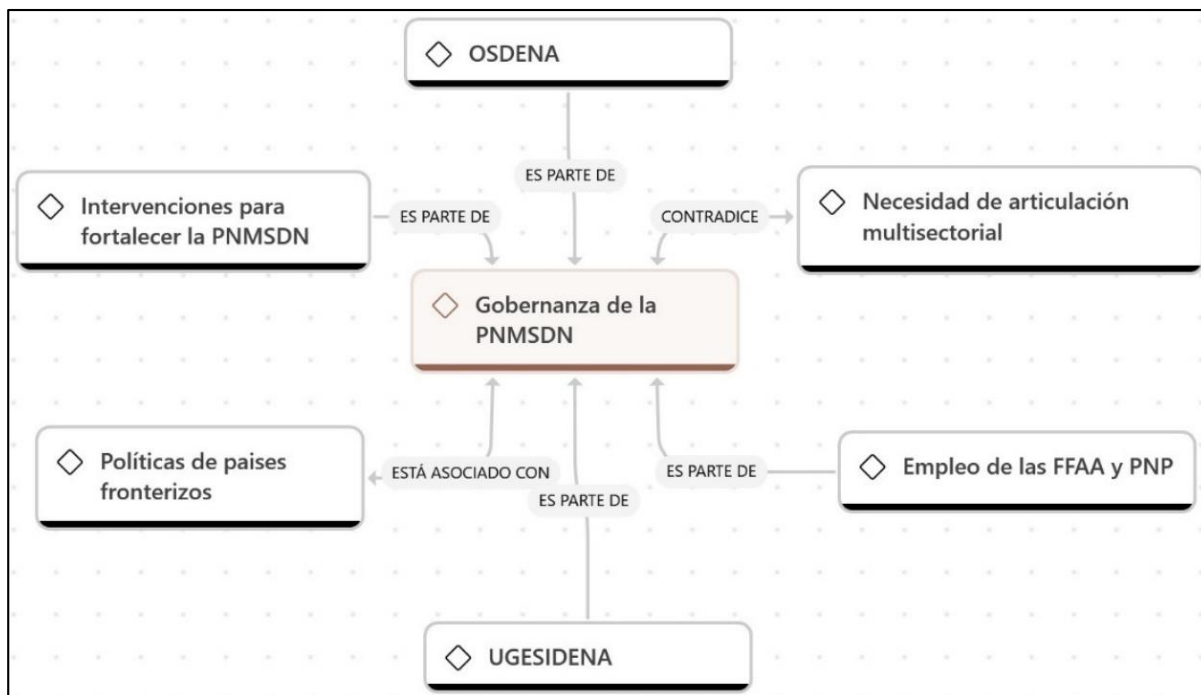 OSDENA
ES PARTE DE
Intervenciones para
fortalecer la PNMSDN
ES PARTE DE
CONTRADICE
Necesidad de articulación
multisectorial
Gobernanza de la
PNMSDN
Políticas de paises
fronterizos
ESTÁ ASOCIADO CON
ES PARTE DE
ES PARTE DE
Empleo de las FFAA y PNP
UGESIDENA